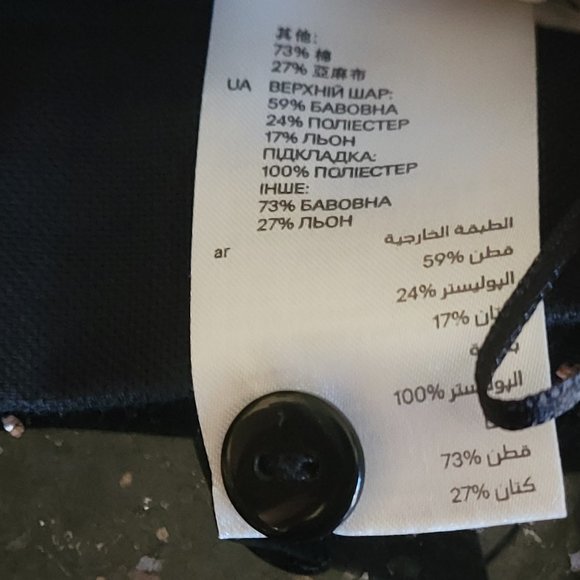 其他:
73% 棉
27% 亞麻布
UA ВЕРХНІЙ ШАР:
59% БАВОВНА
24% ПОЛІЕСТЕР
17% ЛЬОН
ПІДКЛАДКА:
100% ПОЛІЕСТЕР
ІНШЕ:
73% БАВОВНА
27% ЛЬОН
ar الطبقة الخارجية
قطن %59
البوليستر %24
%17
%100
قطن %73
كتان %27